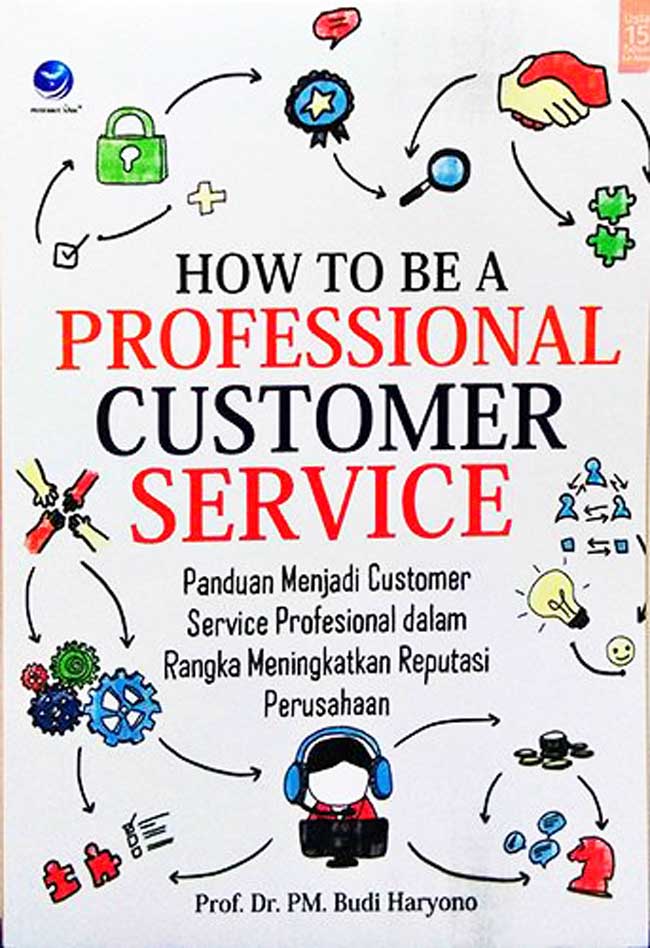 15
HOW TO BE A
PROFESSIONAL
CUSTOMER
SERVICE
Panduan Menjadi Customer
Service Profesional dalam
Rangka Meningkatkan Reputasi
Perusahaan
Prof. Dr. PM. Budi Haryono